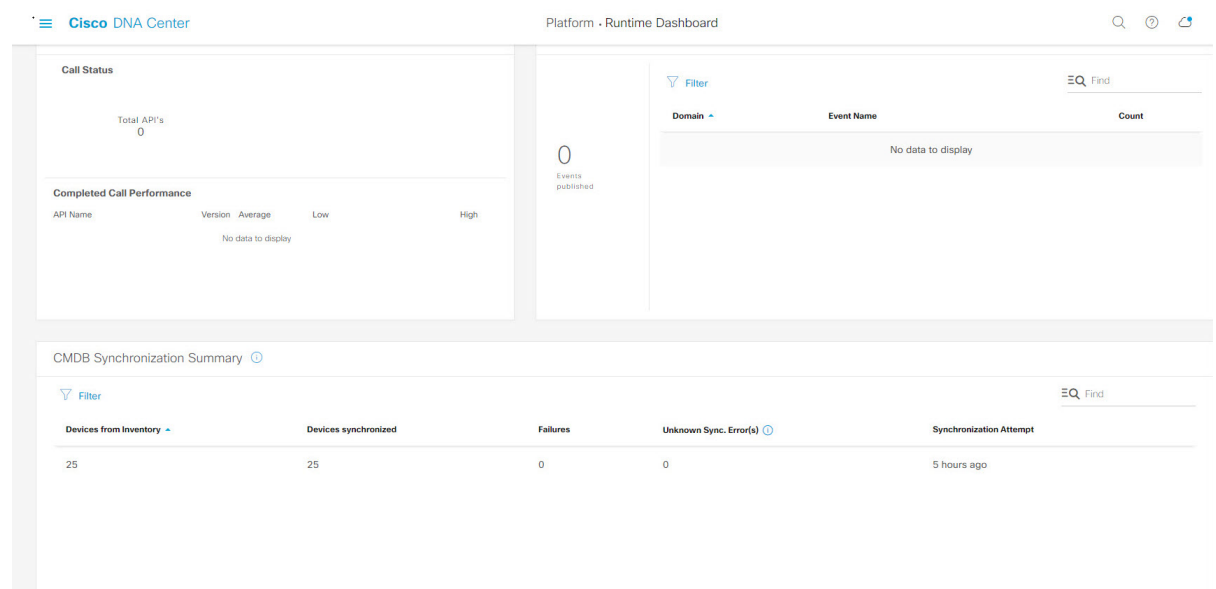 Cisco DNA Center
Platform • Runtime Dashboard
Call Status
Total API's
0
Completed Call Performance
API Name Version Average Low High
No data to display
0
Events
published
Filter
Find
Domain Event Name Count
No data to display
CMDB Synchronization Summary
Filter
Find
Devices from Inventory Devices synchronized Failures Unknown Sync. Error(s) Synchronization Attempt
25 25 0 0 5 hours ago